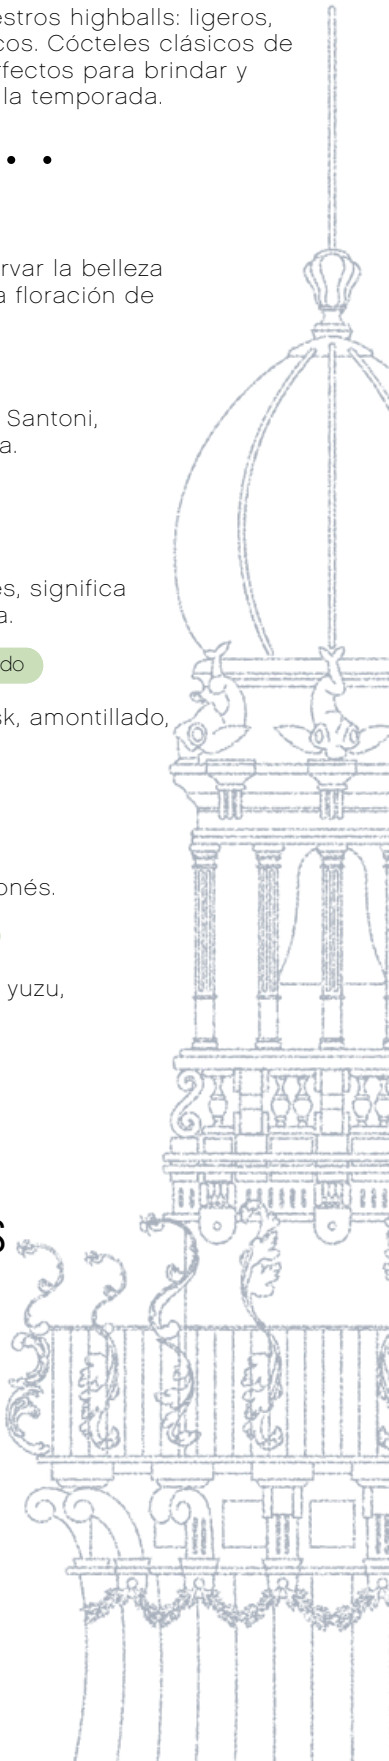 estros highballs: ligeros,
cos. Cócteles clásicos de
rfectos para brindar y
la temporada.
. .
rvar la belleza
a floración de
Santoni,
a.
es, significa
a.
do
sk, amontillado,
onés.
yuzu,
s